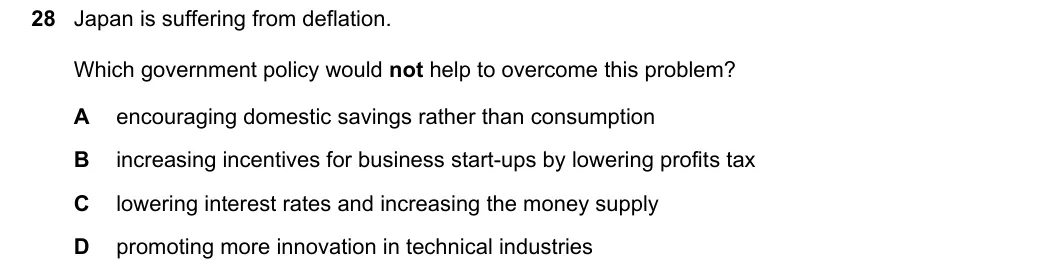 28 Japan is suffering from deflation.
Which government policy would not help to overcome this problem?
A encouraging domestic savings rather than consumption
B increasing incentives for business start-ups by lowering profits tax
C lowering interest rates and increasing the money supply
D promoting more innovation in technical industries